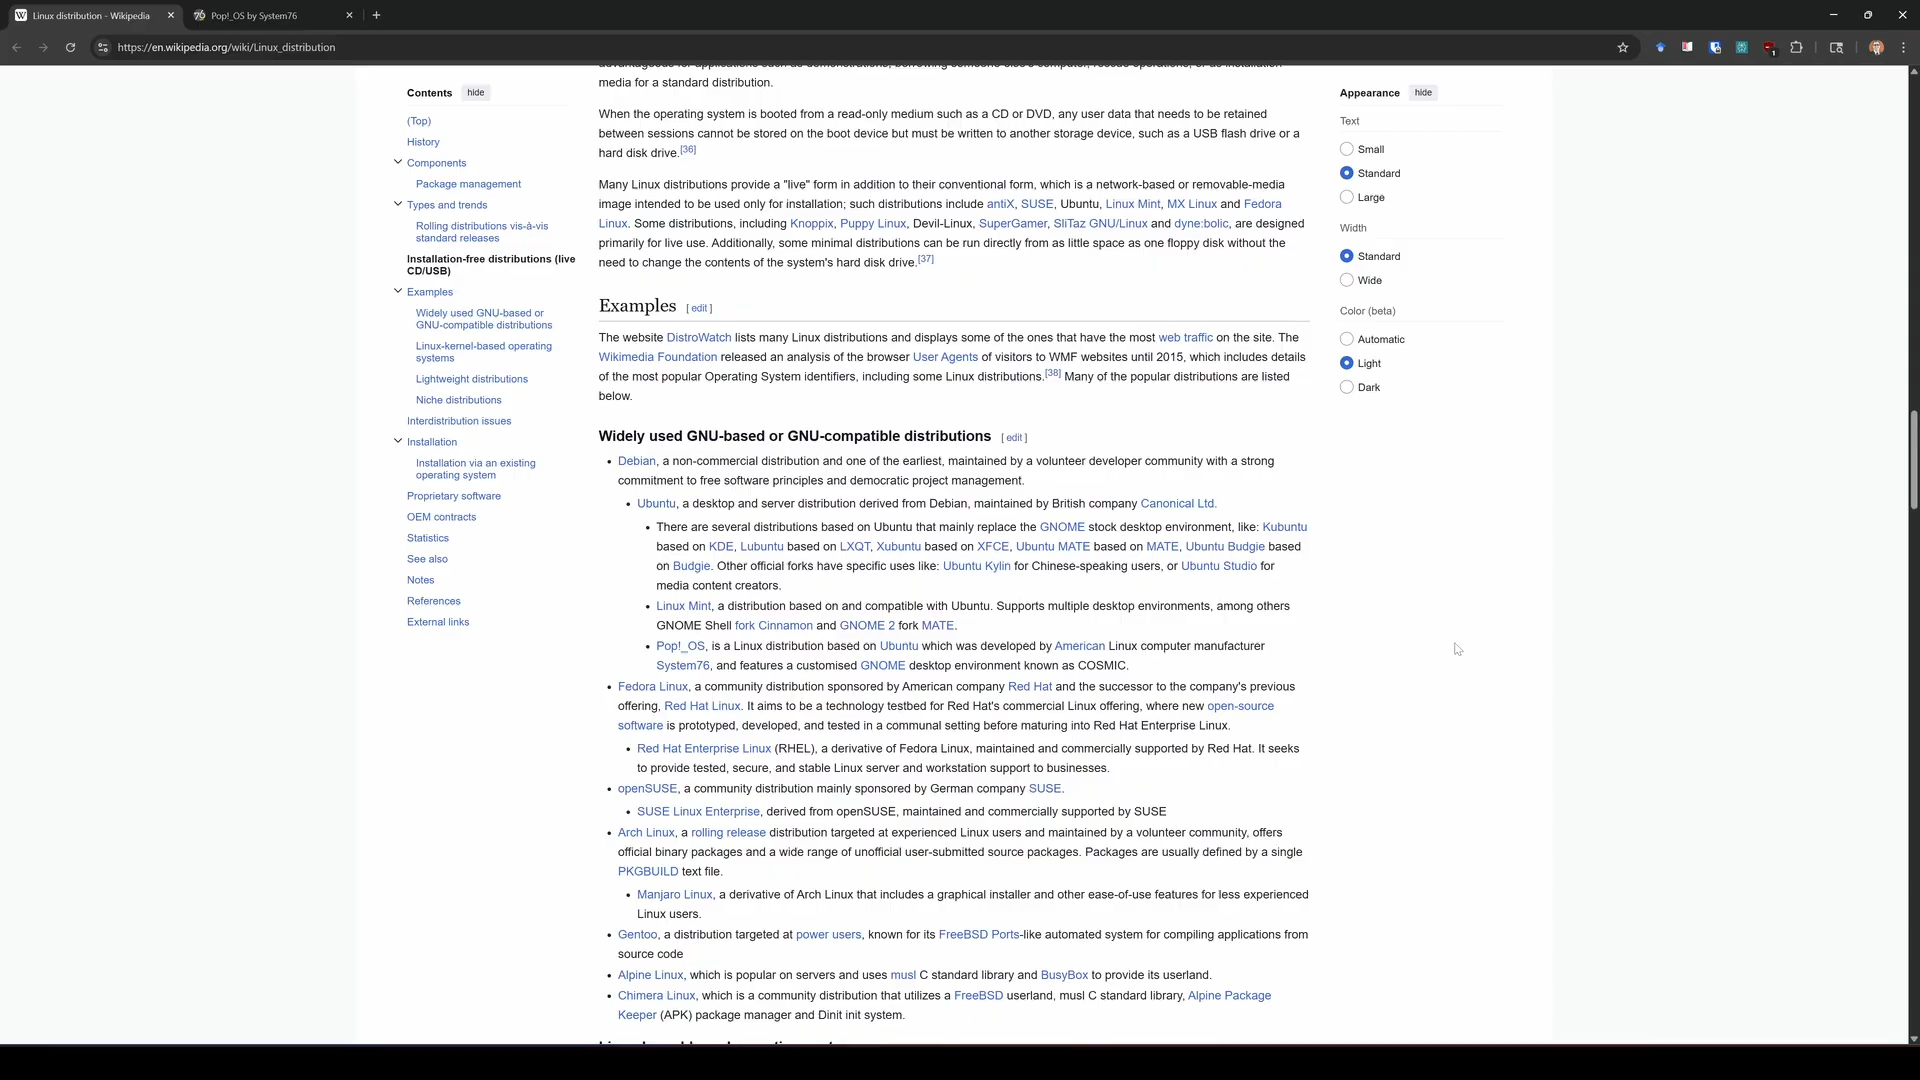 Linux distribution - Wikipedia
Pop!_OS by System76
https://en.wikipedia.org/wiki/Linux_distribution
Contents hide
(Top)
History
Components
Package management
Types and trends
Rolling distributions vis-à-vis
standard releases
Installation-free distributions (live
CD/USB)
Examples
Widely used GNU-based or
GNU-compatible distributions
Linux-kernel-based operating
systems
Lightweight distributions
Niche distributions
Interdistribution issues
Installation
Installation via an existing
operating system
Proprietary software
OEM contracts
Statistics
See also
Notes
References
External links
media for a standard distribution.
When the operating system is booted from a read-only medium such as a CD or DVD, any user data that needs to be retained
between sessions cannot be stored on the boot device but must be written to another storage device, such as a USB flash drive or a
hard disk drive.[36]
Many Linux distributions provide a "live" form in addition to their conventional form, which is a network-based or removable-media
image intended to be used only for installation; such distributions include antiX, SUSE, Ubuntu, Linux Mint, MX Linux and Fedora
Linux. Some distributions, including Knoppix, Puppy Linux, Devil-Linux, SuperGamer, SliTaz GNU/Linux and dyne:bolic, are designed
primarily for live use. Additionally, some minimal distributions can be run directly from as little space as one floppy disk without the
need to change the contents of the system's hard disk drive.[37]
Examples [ edit ]
The website DistroWatch lists many Linux distributions and displays some of the ones that have the most web traffic on the site. The
Wikimedia Foundation released an analysis of the browser User Agents of visitors to WMF websites until 2015, which includes details
of the most popular Operating System identifiers, including some Linux distributions.[38] Many of the popular distributions are listed
below.
Widely used GNU-based or GNU-compatible distributions [ edit ]
• Debian, a non-commercial distribution and one of the earliest, maintained by a volunteer developer community with a strong
commitment to free software principles and democratic project management.
• Ubuntu, a desktop and server distribution derived from Debian, maintained by British company Canonical Ltd.
• There are several distributions based on Ubuntu that mainly replace the GNOME stock desktop environment, like: Kubuntu
based on KDE, Lubuntu based on LXQT, Xubuntu based on XFCE, Ubuntu MATE based on MATE, Ubuntu Budgie based
on Budgie. Other official forks have specific uses like: Ubuntu Kylin for Chinese-speaking users, or Ubuntu Studio for
media content creators.
• Linux Mint, a distribution based on and compatible with Ubuntu. Supports multiple desktop environments, among others
GNOME Shell fork Cinnamon and GNOME 2 fork MATE.
• Pop!_OS, is a Linux distribution based on Ubuntu which was developed by American Linux computer manufacturer
System76, and features a customised GNOME desktop environment known as COSMIC.
• Fedora Linux, a community distribution sponsored by American company Red Hat and the successor to the company's previous
offering, Red Hat Linux. It aims to be a technology testbed for Red Hat's commercial Linux offering, where new open-source
software is prototyped, developed, and tested in a communal setting before maturing into Red Hat Enterprise Linux.
• Red Hat Enterprise Linux (RHEL), a derivative of Fedora Linux, maintained and commercially supported by Red Hat. It seeks
to provide tested, secure, and stable Linux server and workstation support to businesses.
• openSUSE, a community distribution mainly sponsored by German company SUSE.
• SUSE Linux Enterprise, derived from openSUSE, maintained and commercially supported by SUSE
• Arch Linux, a rolling release distribution targeted at experienced Linux users and maintained by a volunteer community, offers
official binary packages and a wide range of unofficial user-submitted source packages. Packages are usually defined by a single
PKGBUILD text file.
• Manjaro Linux, a derivative of Arch Linux that includes a graphical installer and other ease-of-use features for less experienced
Linux users.
• Gentoo, a distribution targeted at power users, known for its FreeBSD Ports-like automated system for compiling applications from
source code
• Alpine Linux, which is popular on servers and uses musl C standard library and BusyBox to provide its userland.
• Chimera Linux, which is a community distribution that utilizes a FreeBSD userland, musl C standard library, Alpine Package
Keeper (APK) package manager and Dinit init system.
Appearance hide
Text
Small
Standard
Large
Width
Standard
Wide
Color (beta)
Automatic
Light
Dark